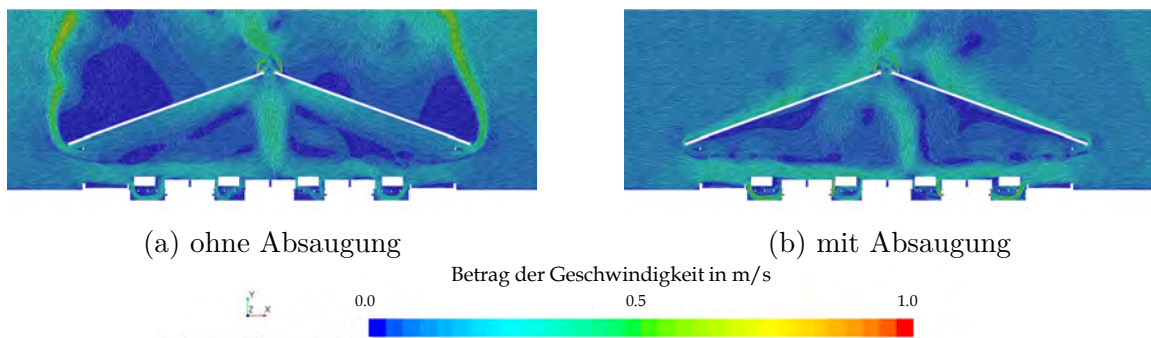 (a) ohne Absaugung
(b) mit Absaugung
Betrag der Geschwindigkeit in m/s
0.0 0.5 1.0
Y
Z X